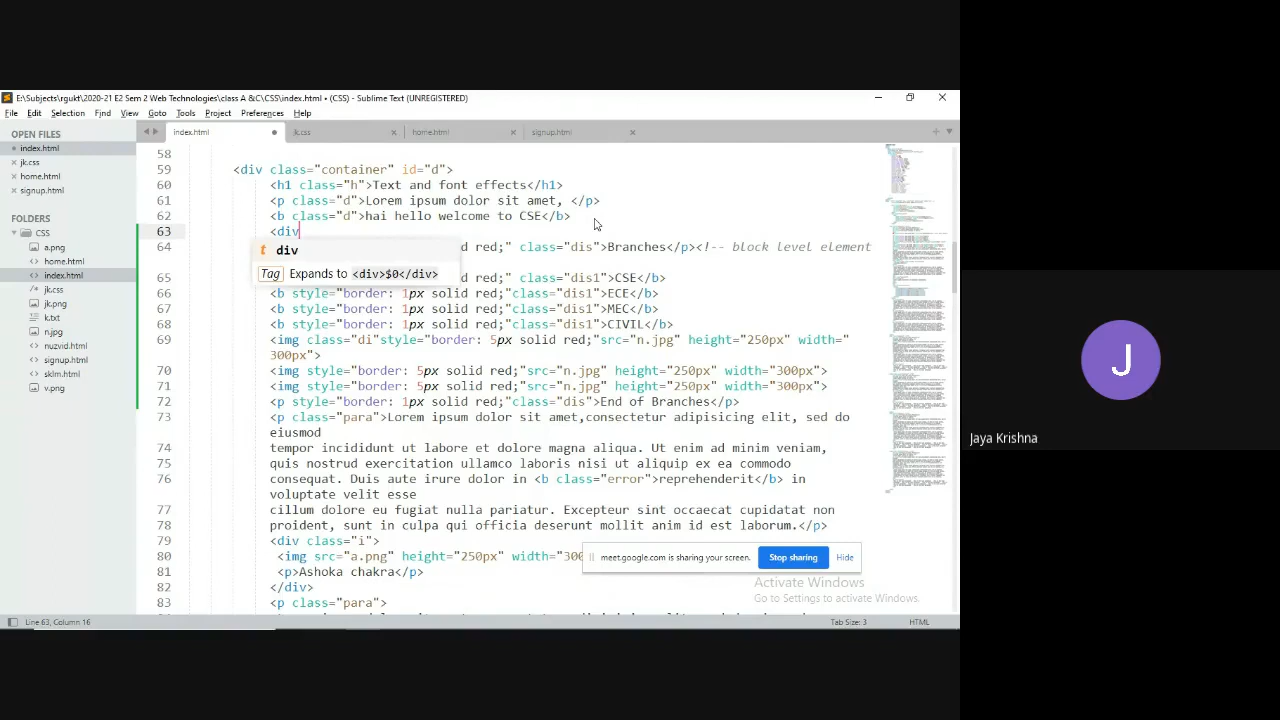 E:\Subjects\rgukt\2020-21 E2 Sem 2 Web Technologies\class A &C\CSS\index.html • (CSS) - Sublime Text (UNREGISTERED)
File Edit Selection Find View Goto Tools Project Preferences Help
OPEN FILES
index.html
jk.css
home.html
signup.html
FOLDERS
CSS
home.html
index.html
jk.css
jk.png
k.txt
nuzvid.html
signup.html
sklm.html
v.png
index.html jk.css home.html signup.html
58
59 <div class="container" id="d">
60 <h1 class="h">Text and font effects</h1>
61 <p class="d">Lorem ipsum dolor sit amet, </p>
62 <b class="d">hai hello welcome to CSE</b>
63 <div
t div
Tag Expands to <div>$0</div>
64 d red;" class="dis">Branches</p><!-- block level element
65 red;" class="dis1">CSE</b>
66 <b style="border: 1px solid red;" class="dis1">ECE</b>
67 <b style="border: 1px solid red;" class="dis1">MEC</b>
68 <b style="border: 1px solid red;" class="dis1">CIVIL</b>
69 <img class="di"style="border: 5px solid red;"src="n.jpg" height="250px" width="
300px">
70 <img style="border: 5px solid red;"src="n.jpg" height="250px" width="300px">
71 <img style="border: 5px solid red;"src="n.jpg" height="250px" width="300px">
72 <p style="border: 5px solid red;" class="dis">End of branches</p>
73 <p class="para">Lorem ipsum dolor sit amet,consectetur adipisicing elit, sed do
eiusmod
74 tempor incididunt ut labore et dolore magna aliqua. Ut enim ad minim veniam,
75 quis nostrud exercitation ullamco laboris nisi ut aliquip ex ea commodo
76 consequat. Duis aute irure dolor in <b class="error">reprehenderit</b> in
voluptate velit esse
77 cillum dolore eu fugiat nulla pariatur. Excepteur sint occaecat cupidatat non
78 proident, sunt in culpa qui officia deserunt mollit anim id est laborum.</p>
79 <div class="i">
80 <img src="a.png" height="250px" width="300
81 <p>Ashoka chakra</p>
82 </div>
83 <p class="para">
meet.google.com is sharing your screen. Stop sharing Hide
Activate Windows
Go to Settings to activate Windows.
Line 63, Column 16 Tab Size: 3 HTML
J
Jaya Krishna